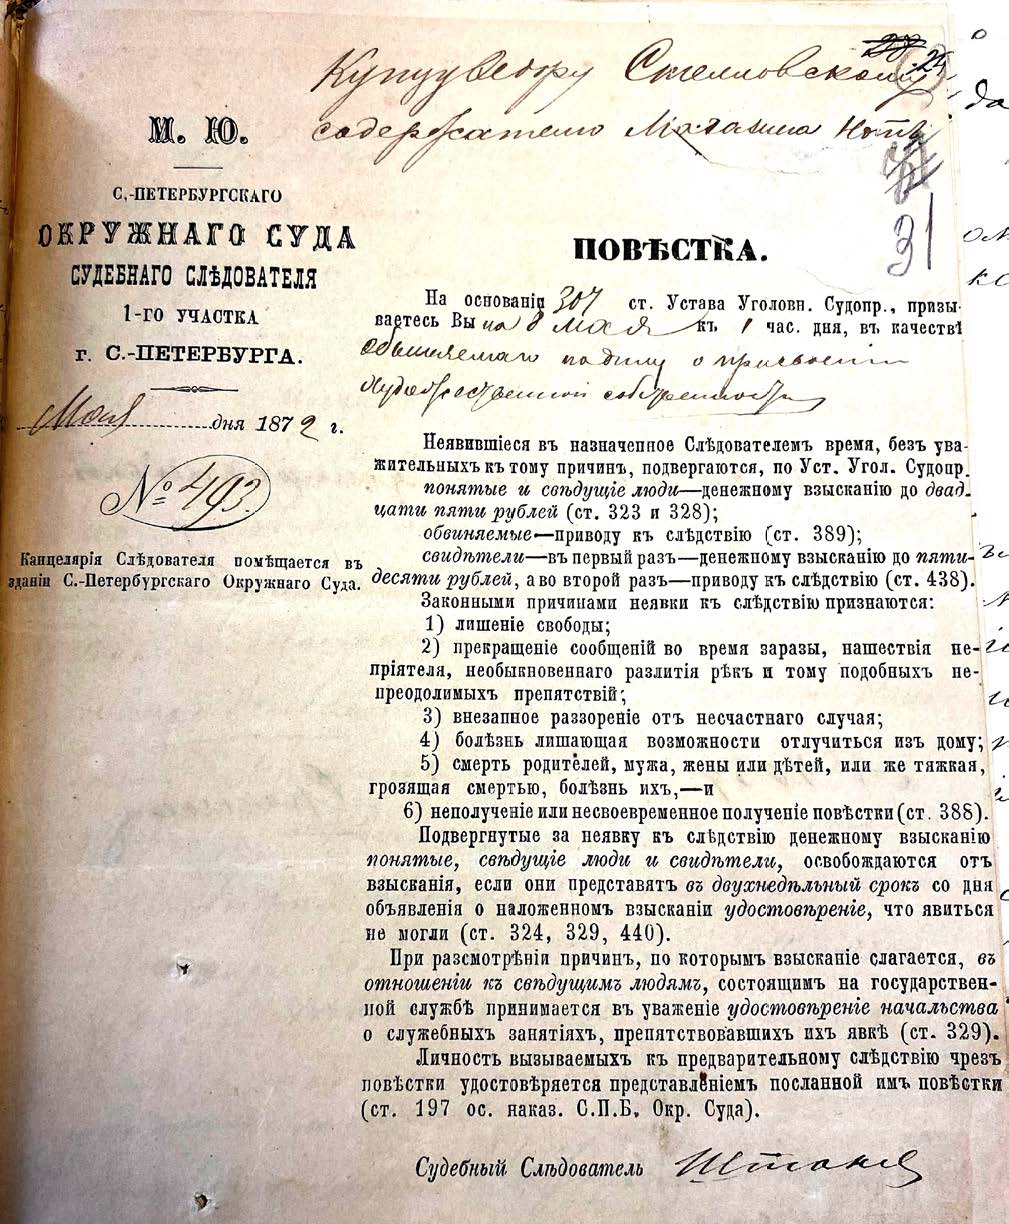 Купцу Ѳедору Стелловскому
содержателю Магазина Нотъ
31
М. Ю.
С.-ПЕТЕРБУРГСКАГО
ОКРУЖНАГО СУДА
СУДЕБНАГО СЛѢДОВАТЕЛЯ
1-ГО УЧАСТКА
Г. С.-ПЕТЕРБУРГА.
Мая дня 1872 г.
№ 493.
Канцелярія Слѣдователя помѣщается въ
зданіи С.-Петербургскаго Окружнаго Суда.
ПОВѢСТКА.
На основаніи 307 ст. Устава Уголовн. Судопр., призы-
ваетесь Вы на 8 мая къ 1 час. дня, въ качествѣ
обвиняемаго по дѣлу о присвоеніи
художественной собственности
Неявившіеся въ назначенное Слѣдователемъ время, безъ ува-
жительныхъ къ тому причинъ, подвергаются, по Уст. Угол. Судопр.
понятые и свѣдущіе люди—денежному взысканію до двад-
цати пяти рублей (ст. 323 и 328);
обвиняемые—приводу къ слѣдствію (ст. 389);
свидѣтели—въ первый разъ—денежному взысканію до пяти-
десяти рублей, а во второй разъ—приводу къ слѣдствію (ст. 438).
Законными причинами неявки къ слѣдствію признаются:
1) лишеніе свободы;
2) прекращеніе сообщеній во время заразы, нашествія не-
пріятеля, необыкновеннаго разлитія рѣкъ и тому подобныхъ не-
преодолимыхъ препятствій;
3) внезапное раззореніе отъ несчастнаго случая;
4) болѣзнь лишающая возможности отлучиться изъ дому;
5) смерть родителей, мужа, жены или дѣтей, или же тяжкая,
грозящая смертью, болѣзнь ихъ,—и
6) неполученіе или несвоевременное полученіе повѣстки (ст. 388).
Подвергнутые за неявку къ слѣдствію денежному взысканію
понятые, свѣдущіе люди и свидѣтели, освобождаются отъ
взысканія, если они представятъ въ двухнедѣльный срокъ со дня
объявленія о наложенномъ взысканіи удостовѣреніе, что явиться
не могли (ст. 324, 329, 440).
При разсмотрѣніи причинъ, по которымъ взысканіе слагается, въ
отношеніи къ свѣдущимъ людямъ, состоящимъ на государствен-
ной службѣ принимается въ уваженіе удостовѣреніе начальства
о служебныхъ занятіяхъ, препятствовавшихъ ихъ явкѣ (ст. 329).
Личность вызываемыхъ къ предварительному слѣдствію чрезъ
повѣстки удостовѣряется представленіемъ посланной имъ повѣстки
(ст. 197 ос. наказ. С.П.Б. Окр. Суда).
Судебный Слѣдователь